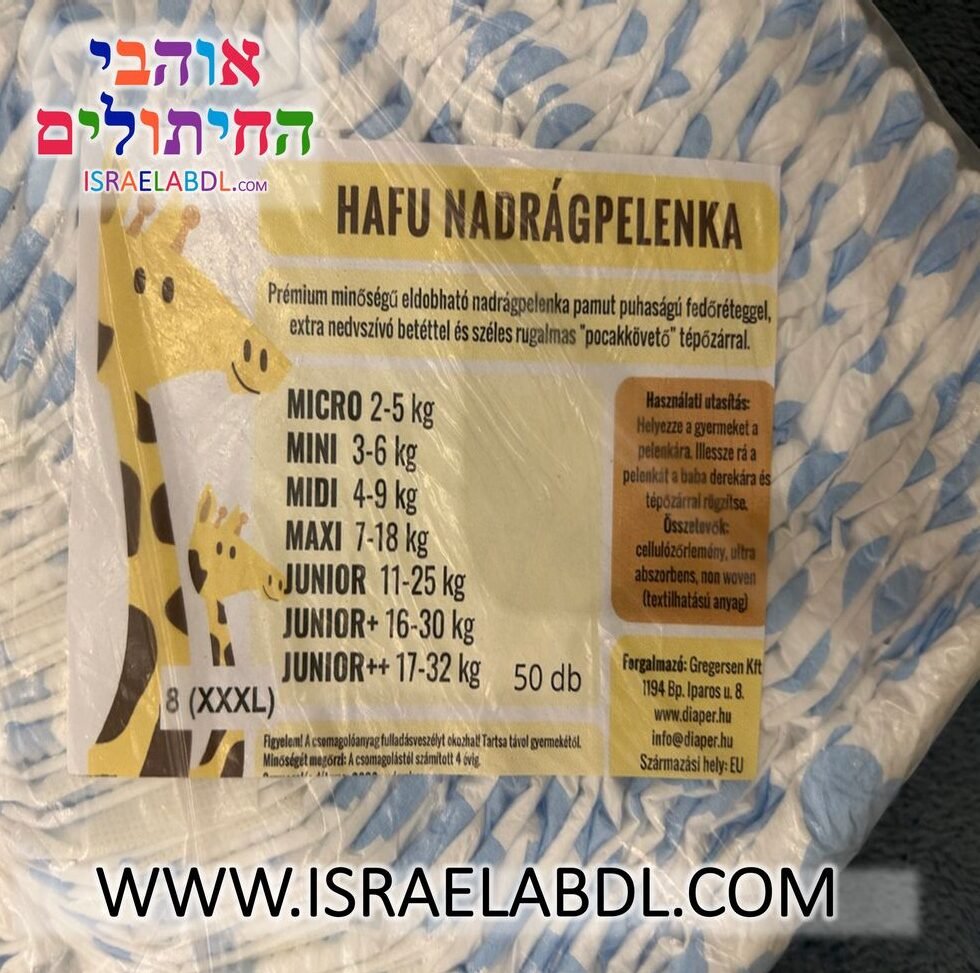 אוהבי
החיתולים
ISRAELABDL.COM
HAFU NADRÁGPELENKA
Prémium minőségű eldobható nadrágpelenka pamut puhaságú fedőréteggel,
extra nedvszívó betéttel és széles rugalmas "pocakkövető" tépőzárral.
MICRO 2-5 kg
MINI 3-6 kg
MIDI 4-9 kg
MAXI 7-18 kg
JUNIOR 11-25 kg
JUNIOR+ 16-30 kg
JUNIOR++ 17-32 kg
50 db
8 (XXXL)
Használati utasítás:
Helyezze a gyermeket a
pelenkára. Illessze rá a
pelenkát a baba derekára és
tépőzárral rögzítse.
Összetevők:
cellulózőrlemény, ultra
abszorbens, non woven
(textilhatású anyag)
Forgalmazó: Gregersen Kft
1194 Bp. Iparos u. 8.
www.diaper.hu
info@diaper.hu
Származási hely: EU
Figyelem! A csomagolóanyag fulladásveszélyt okozhat! Tartsa távol gyermekétől.
Minőségét megőrzi: A csomagolástól számított 4 évig.
WWW.ISRAELABDL.COM